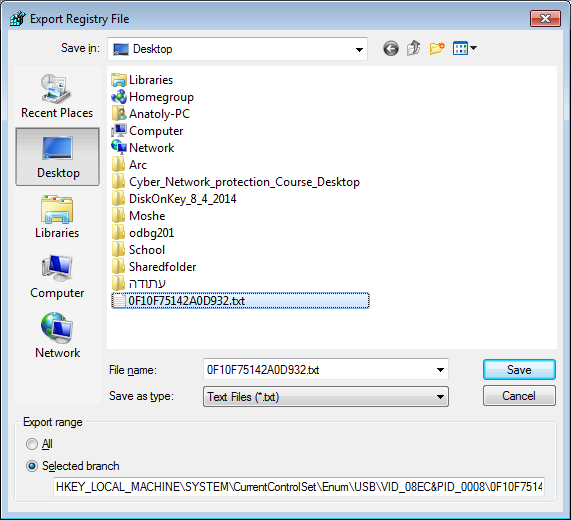 Export Registry File
Save in: Desktop
Recent Places
Desktop
Libraries
Computer
Network
Libraries
Homegroup
Anatoly-PC
Computer
Network
Arc
Cyber_Network_protection_Course_Desktop
DiskOnKey_8_4_2014
Moshe
odbg201
School
Sharedfolder
עתודה
0F10F75142A0D932.txt
File name: 0F10F75142A0D932.txt Save
Save as type: Text Files (*.txt) Cancel
Export range
All
Selected branch
HKEY_LOCAL_MACHINE\SYSTEM\CurrentControlSet\Enum\USB\VID_08EC&PID_0008\0F10F7514